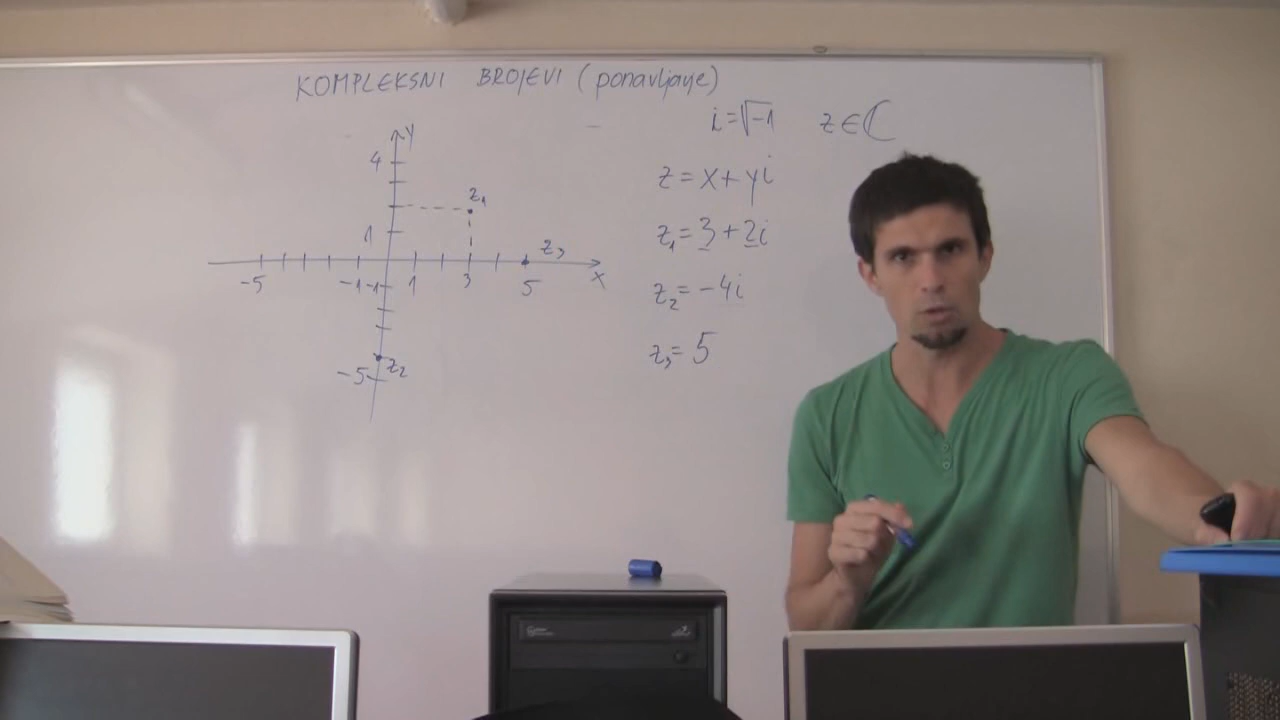 KOMPLEKSNI BROJEVI (ponavljanje)
i=√-1 z∈ℂ
y
4
z₁
z=x+yi
1
z₁=3+2i
z₃
-5 -1 -1 1 3 5 x
z₂=-4i
z₃=5
-5 z₂